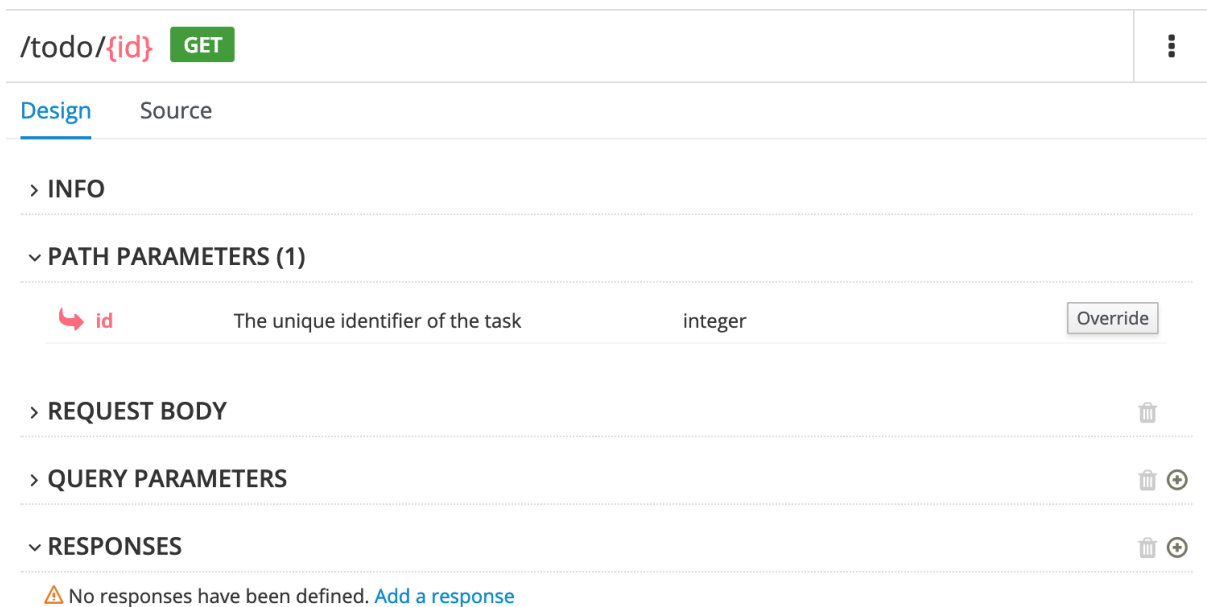 /todo/{id} GET
Design Source
INFO
PATH PARAMETERS (1)
id The unique identifier of the task integer Override
REQUEST BODY
QUERY PARAMETERS
RESPONSES
No responses have been defined. Add a response